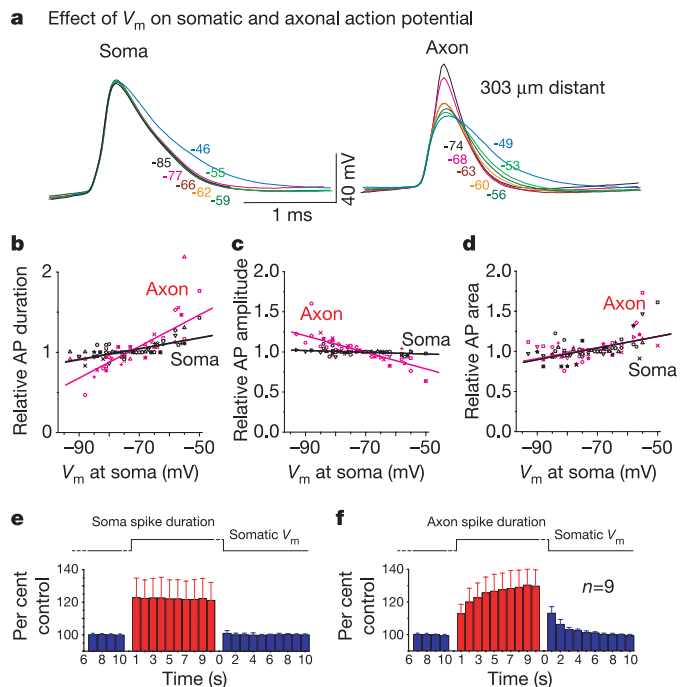 a Effect of Vm on somatic and axonal action potential
Soma
Axon
303 µm distant
-46
-85
-77
-55
-66
-62
-59
1 ms
40 mV
-74
-68
-63
-60
-56
-49
-53
b
c
d
Relative AP duration
2
1
0
Axon
Soma
−90 −70 −50
Vm at soma (mV)
Relative AP amplitude
2.0
1.5
1.0
0.5
0.0
Axon
Soma
−90 −70 −50
Vm at soma (mV)
Relative AP area
2.0
1.5
1.0
0.5
0.0
Axon
Soma
−90 −70 −50
Vm at soma (mV)
e
Soma spike duration
Somatic Vm
Per cent control
140
120
100
6 8 10 1 3 5 7 9 0 2 4 6 8 10
Time (s)
f
Axon spike duration
Somatic Vm
n=9
Per cent control
140
120
100
6 8 10 1 3 5 7 9 0 2 4 6 8 10
Time (s)